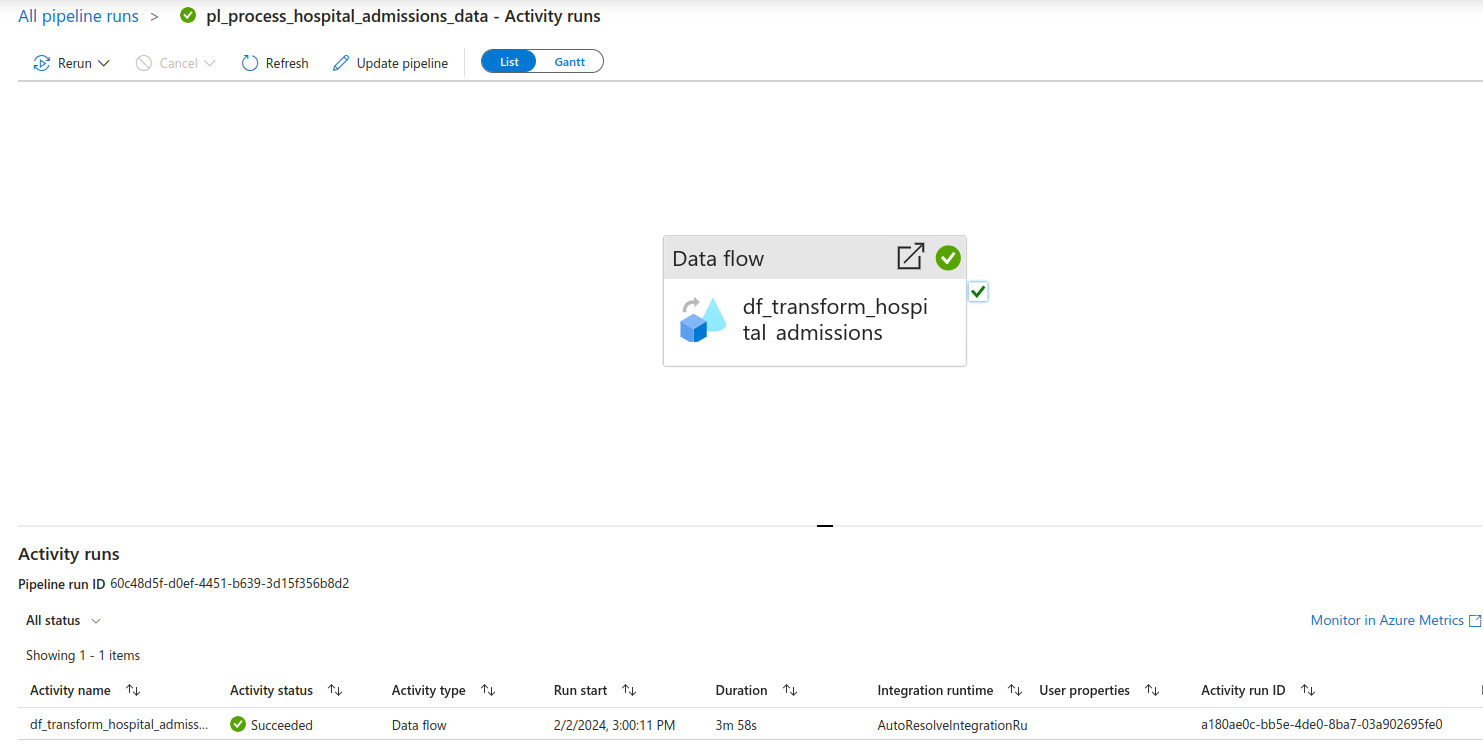 All pipeline runs > pl_process_hospital_admissions_data - Activity runs
Rerun Cancel Refresh Update pipeline List Gantt
Data flow
df_transform_hospi
tal_admissions
Activity runs
Pipeline run ID 60c48d5f-d0ef-4451-b639-3d15f356b8d2
All status
Monitor in Azure Metrics
Showing 1 - 1 items
Activity name Activity status Activity type Run start Duration Integration runtime User properties Activity run ID
df_transform_hospital_admiss... Succeeded Data flow 2/2/2024, 3:00:11 PM 3m 58s AutoResolveIntegrationRu a180ae0c-bb5e-4de0-8ba7-03a902695fe0